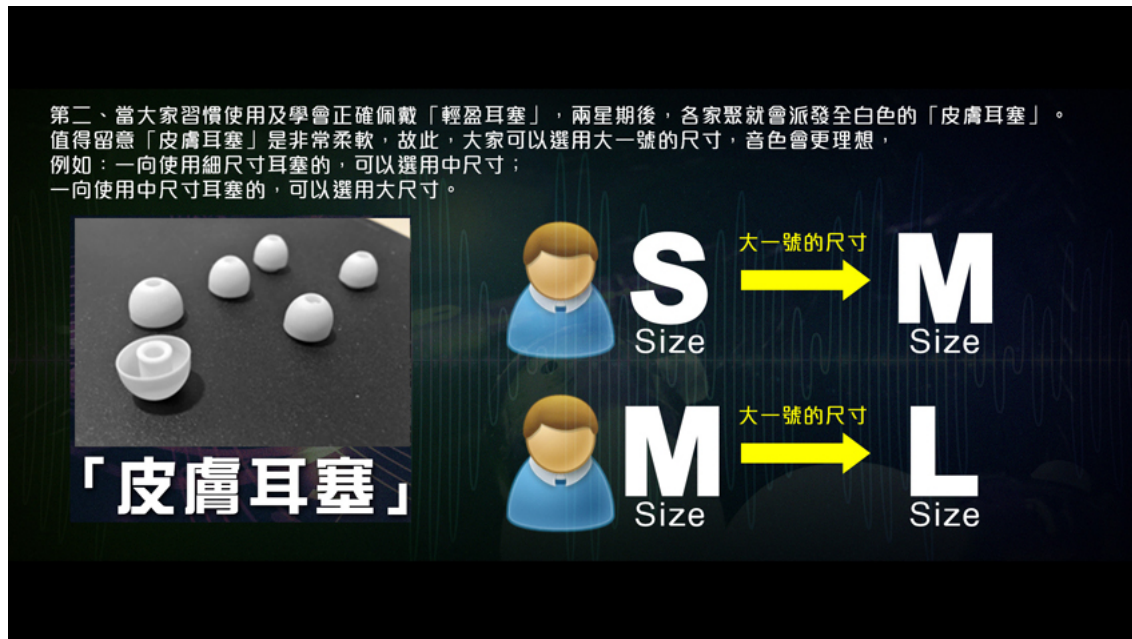 第二、當大家習慣使用及學會正確佩戴「輕盈耳塞」，兩星期後，各家聚就會派發全白色的「皮膚耳塞」。
值得留意「皮膚耳塞」是非常柔軟，故此，大家可以選用大一號的尺寸，音色會更理想，
例如：一向使用細尺寸耳塞的，可以選用中尺寸；
一向使用中尺寸耳塞的，可以選用大尺寸。
「皮膚耳塞」
S
Size
大一號的尺寸
M
Size
M
Size
大一號的尺寸
L
Size